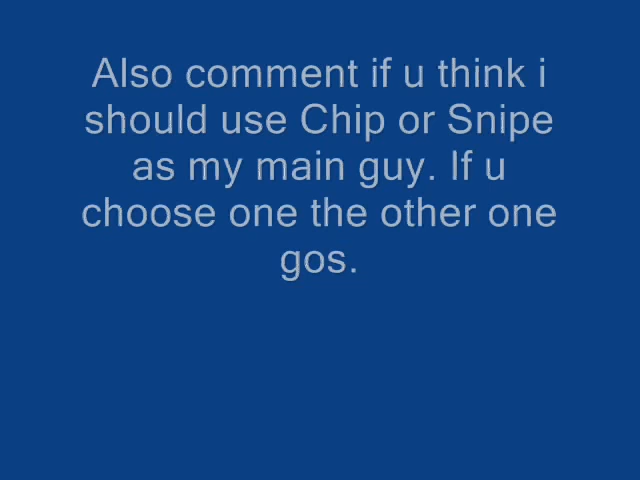 Also comment if u think i
should use Chip or Snipe
as my main guy. If u
choose one the other one
gos.